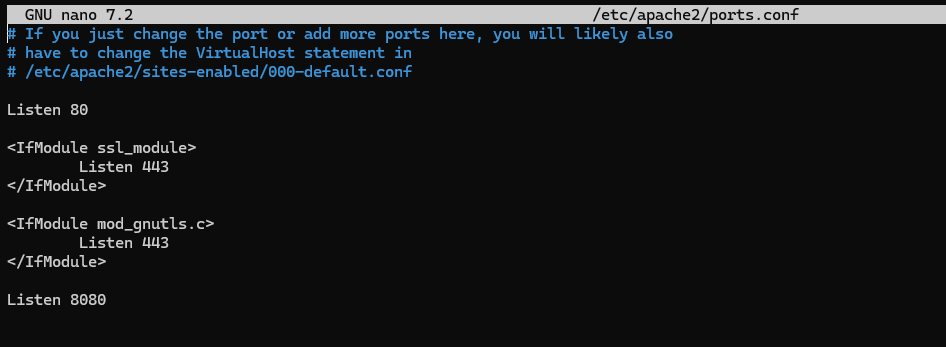 GNU nano 7.2 /etc/apache2/ports.conf
# If you just change the port or add more ports here, you will likely also
# have to change the VirtualHost statement in
# /etc/apache2/sites-enabled/000-default.conf
Listen 80
<IfModule ssl_module>
Listen 443
</IfModule>
<IfModule mod_gnutls.c>
Listen 443
</IfModule>
Listen 8080